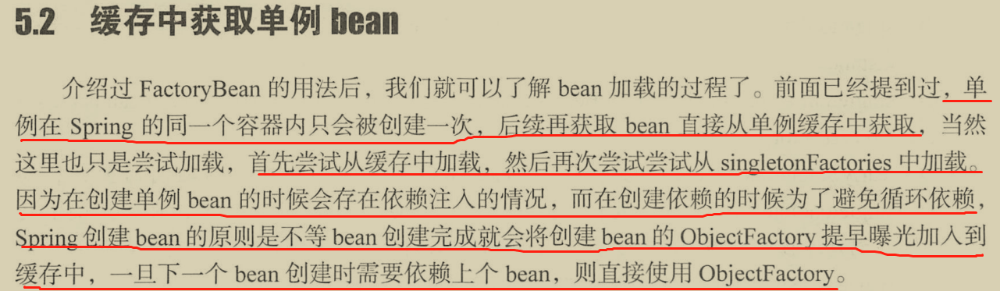 5.2 缓存中获取单例 bean
介绍过 FactoryBean 的用法后，我们就可以了解 bean 加载的过程了。前面已经提到过，单
例在 Spring 的同一个容器内只会被创建一次，后续再获取 bean 直接从单例缓存中获取，当然
这里也只是尝试加载，首先尝试从缓存中加载，然后再次尝试尝试从 singletonFactories 中加载。
因为在创建单例 bean 的时候会存在依赖注入的情况，而在创建依赖的时候为了避免循环依赖，
Spring 创建 bean 的原则是不等 bean 创建完成就会将创建 bean 的 ObjectFactory 提早曝光加入到
缓存中，一旦下一个 bean 创建时需要依赖上个 bean，则直接使用 ObjectFactory。